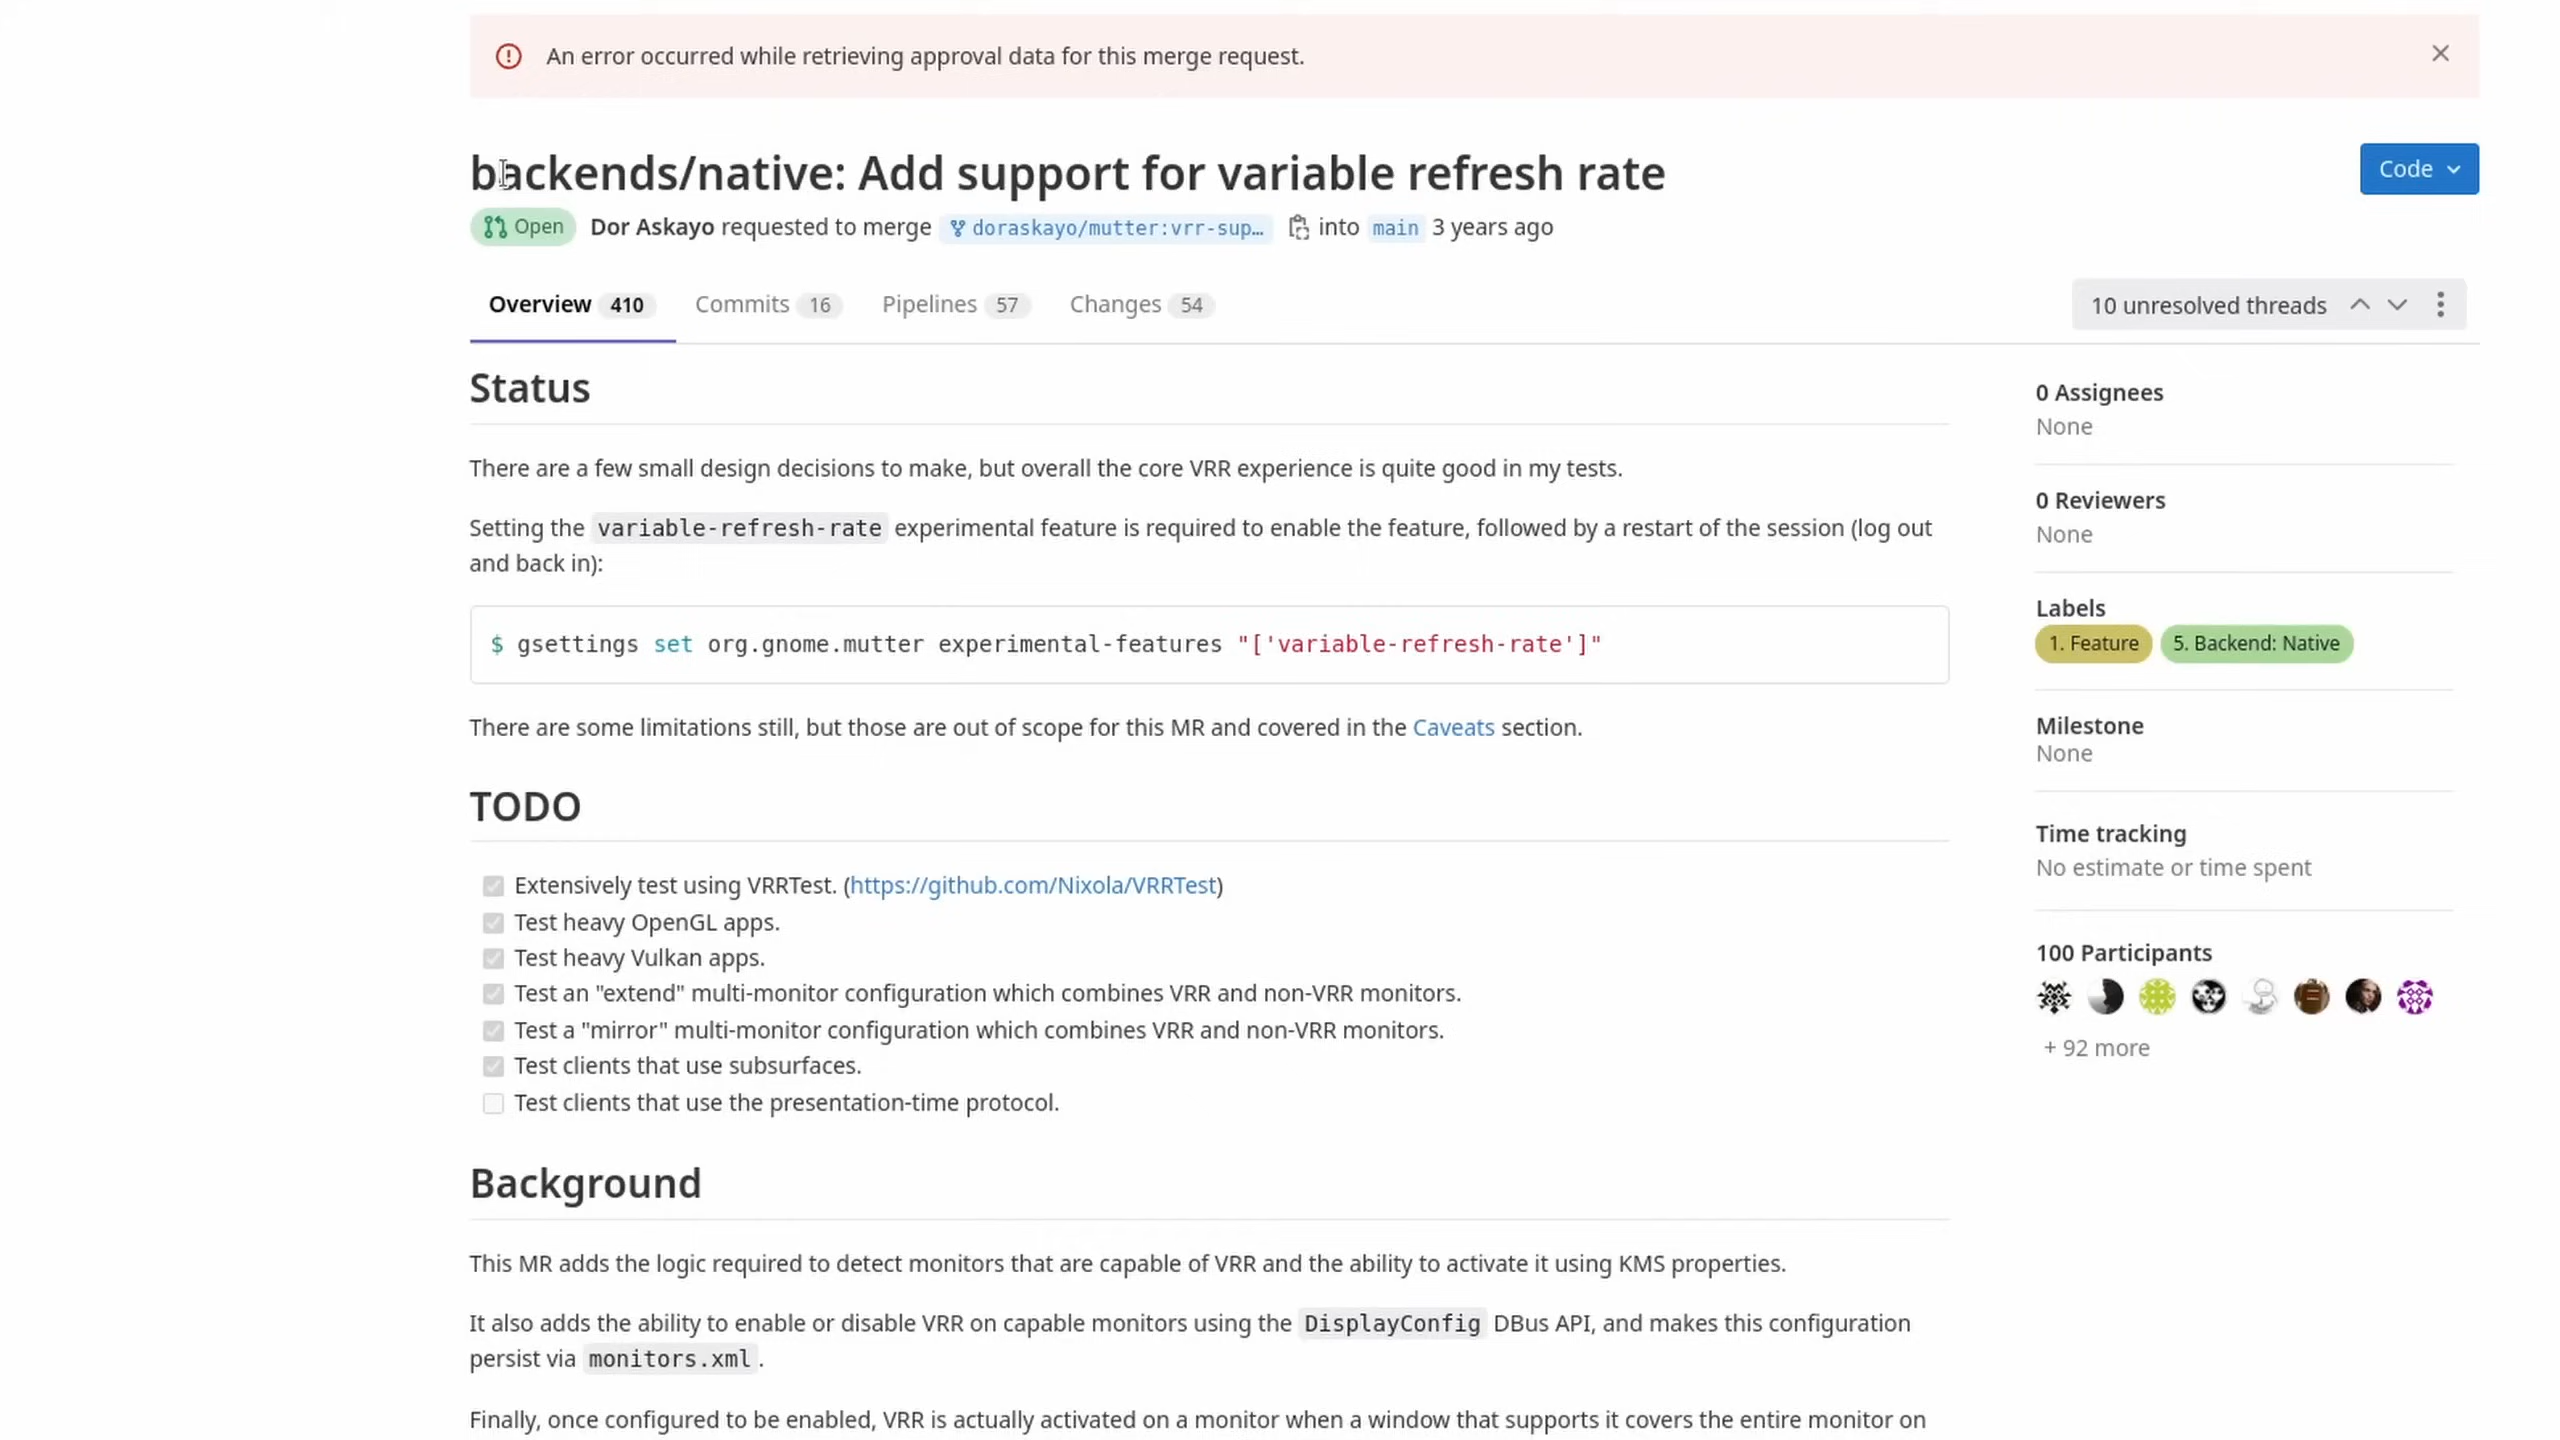 An error occurred while retrieving approval data for this merge request.
backends/native: Add support for variable refresh rate
Code
Open Dor Askayo requested to merge doraskayo/mutter:vrr-sup… into main 3 years ago
Overview 410 Commits 16 Pipelines 57 Changes 54
10 unresolved threads
Status
There are a few small design decisions to make, but overall the core VRR experience is quite good in my tests.
Setting the variable-refresh-rate experimental feature is required to enable the feature, followed by a restart of the session (log out
and back in):
$ gsettings set org.gnome.mutter experimental-features "['variable-refresh-rate']"
There are some limitations still, but those are out of scope for this MR and covered in the Caveats section.
TODO
Extensively test using VRRTest. (https://github.com/Nixola/VRRTest)
Test heavy OpenGL apps.
Test heavy Vulkan apps.
Test an "extend" multi-monitor configuration which combines VRR and non-VRR monitors.
Test a "mirror" multi-monitor configuration which combines VRR and non-VRR monitors.
Test clients that use subsurfaces.
Test clients that use the presentation-time protocol.
Background
This MR adds the logic required to detect monitors that are capable of VRR and the ability to activate it using KMS properties.
It also adds the ability to enable or disable VRR on capable monitors using the DisplayConfig DBus API, and makes this configuration
persist via monitors.xml.
Finally, once configured to be enabled, VRR is actually activated on a monitor when a window that supports it covers the entire monitor on
0 Assignees
None
0 Reviewers
None
Labels
1. Feature 5. Backend: Native
Milestone
None
Time tracking
No estimate or time spent
100 Participants
+ 92 more